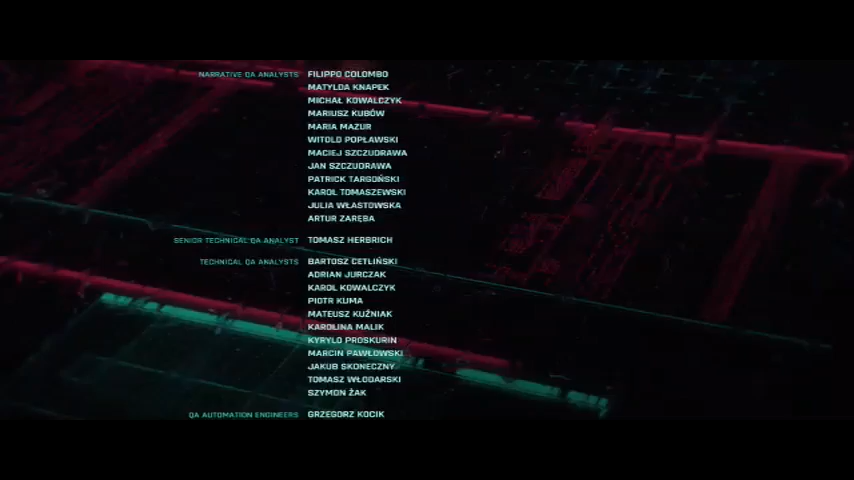 NARRATIVE QA ANALYSTS FILIPPO COLOMBO
MATYLDA KNAPEK
MICHAŁ KOWALCZYK
MARIUSZ KUBÓW
MARIA MAZUR
WITOLD POPŁAWSKI
MACIEJ SZCZUDRAWA
JAN SZCZUDRAWA
PATRICK TARGOŃSKI
KAROL TOMASZEWSKI
JULIA WŁASTOWSKA
ARTUR ZARĘBA
SENIOR TECHNICAL QA ANALYST TOMASZ HERBRICH
TECHNICAL QA ANALYSTS BARTOSZ CETLIŃSKI
ADRIAN JURCZAK
KAROL KOWALCZYK
PIOTR KUMA
MATEUSZ KUŹNIAK
KAROLINA MALIK
KYRYLO PROSKURIN
MARCIN PAWŁOWSKI
JAKUB SKONECZNY
TOMASZ WŁODARSKI
SZYMON ŻAK
QA AUTOMATION ENGINEERS GRZEGORZ KOCIK